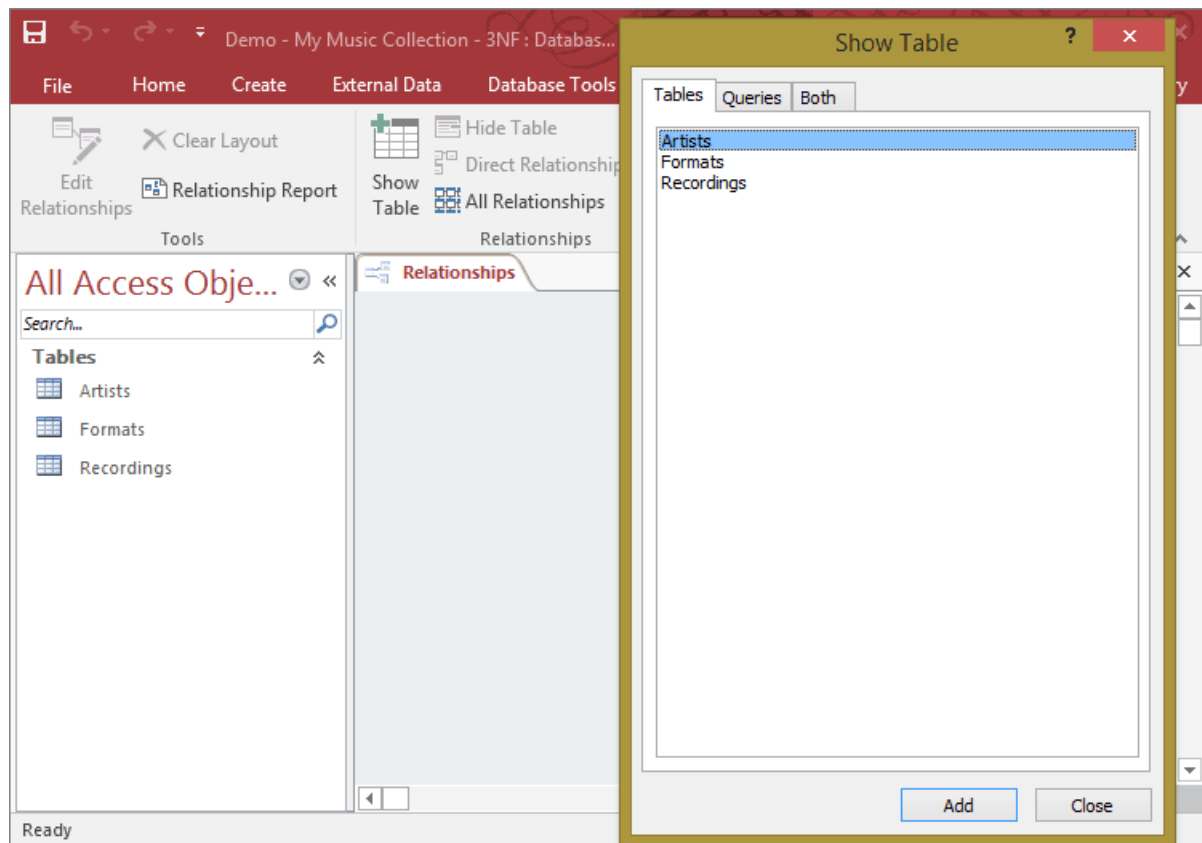 Demo - My Music Collection - 3NF : Databas...
File Home Create External Data Database Tools
Edit
Relationships
Clear Layout
Relationship Report
Tools
Show
Table
Hide Table
Direct Relationship
All Relationships
Relationships
All Access Obje...
Search...
Tables
Artists
Formats
Recordings
Relationships
Ready
Show Table
?
Tables Queries Both
Artists
Formats
Recordings
Add Close